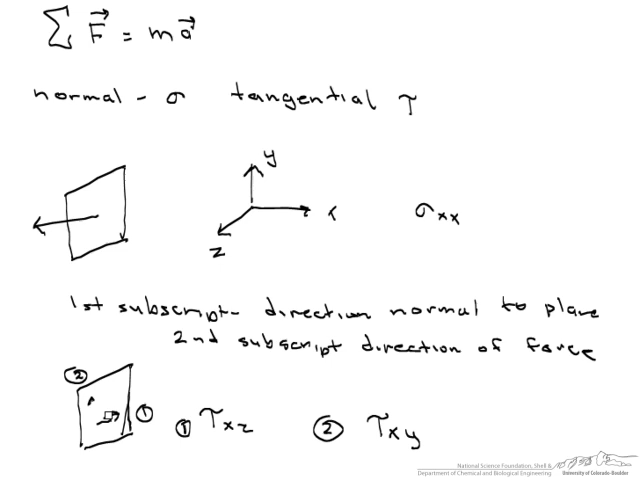 ∑ F⃗ = ma⃗
normal - σ tangential τ
y
x
z
σxx
1st subscript - direction normal to plane
2nd subscript direction of force
②
①
① τxz ② τxy
National Science Foundation, Shell &
Department of Chemical and Biological Engineering
University of Colorado-Boulder